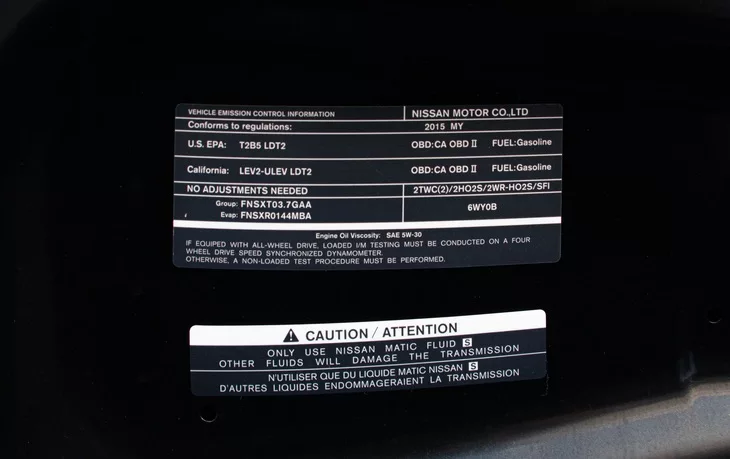 VEHICLE EMISSION CONTROL INFORMATION NISSAN MOTOR CO.,LTD
Conforms to regulations: 2015 MY
U.S. EPA: T2B5 LDT2 OBD:CA OBD II FUEL:Gasoline
California: LEV2-ULEV LDT2 OBD:CA OBD II FUEL:Gasoline
NO ADJUSTMENTS NEEDED 2TWC(2)/2HO2S/2WR-HO2S/SFI
Group: FNSXT03.7GAA 6WY0B
Evap: FNSXR0144MBA
Engine Oil Viscosity: SAE 5W-30
IF EQUIPPED WITH ALL-WHEEL DRIVE, LOADED I/M TESTING MUST BE CONDUCTED ON A FOUR
WHEEL DRIVE SPEED SYNCHRONIZED DYNAMOMETER.
OTHERWISE, A NON-LOADED TEST PROCEDURE MUST BE PERFORMED.
CAUTION / ATTENTION
ONLY USE NISSAN MATIC FLUID S
OTHER FLUIDS WILL DAMAGE THE TRANSMISSION
N'UTILISER QUE DU LIQUIDE MATIC NISSAN S
D'AUTRES LIQUIDES ENDOMMAGERAIENT LA TRANSMISSION